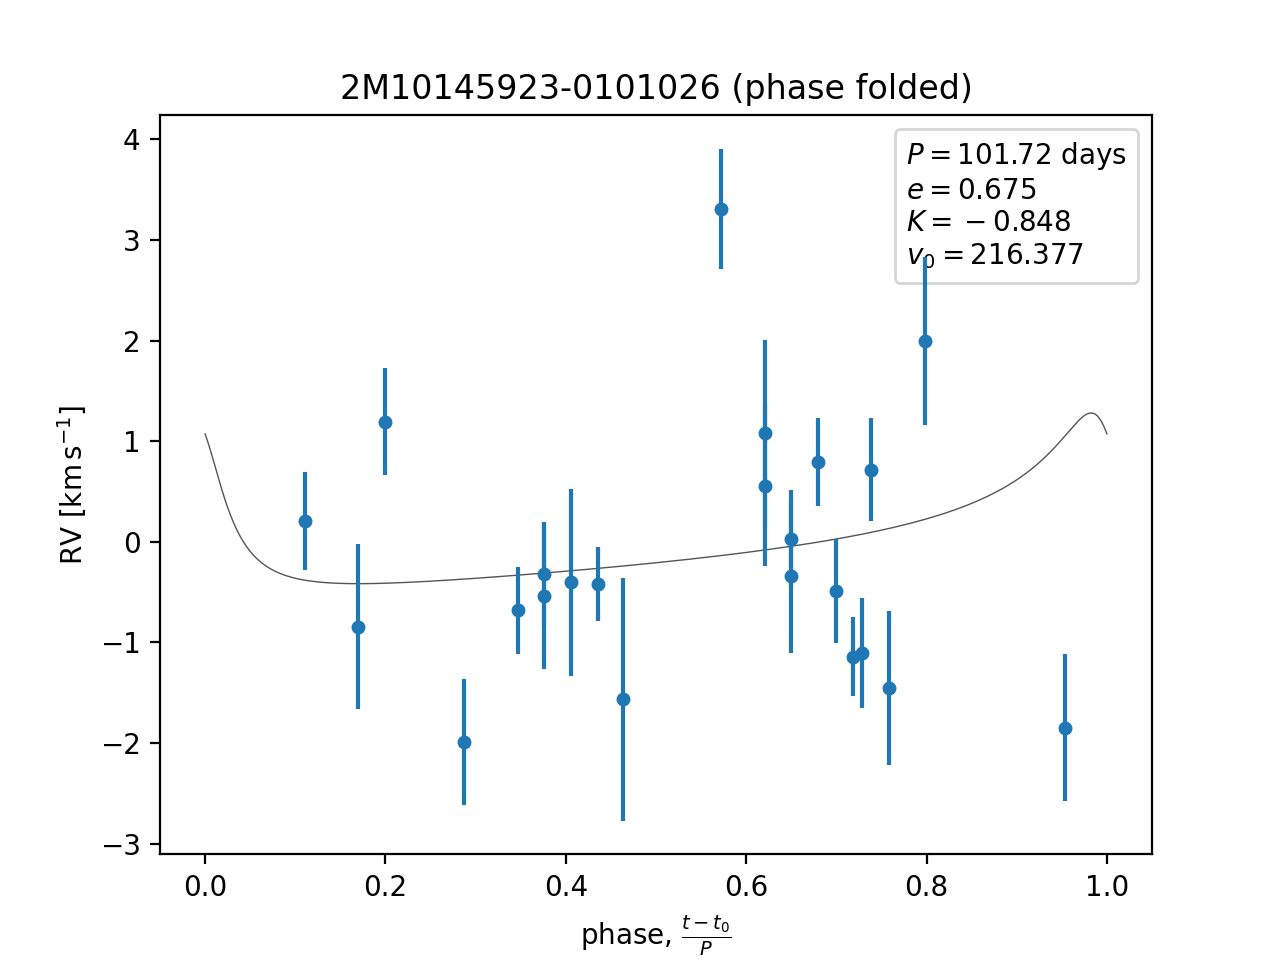 2M10145923-0101026 (phase folded)
P = 101.72 days
e = 0.675
K = −0.848
v₀ = 216.377
4
3
2
1
0
−1
−2
−3
RV [km s⁻¹]
0.0 0.2 0.4 0.6 0.8 1.0
phase, (t − t₀)/P